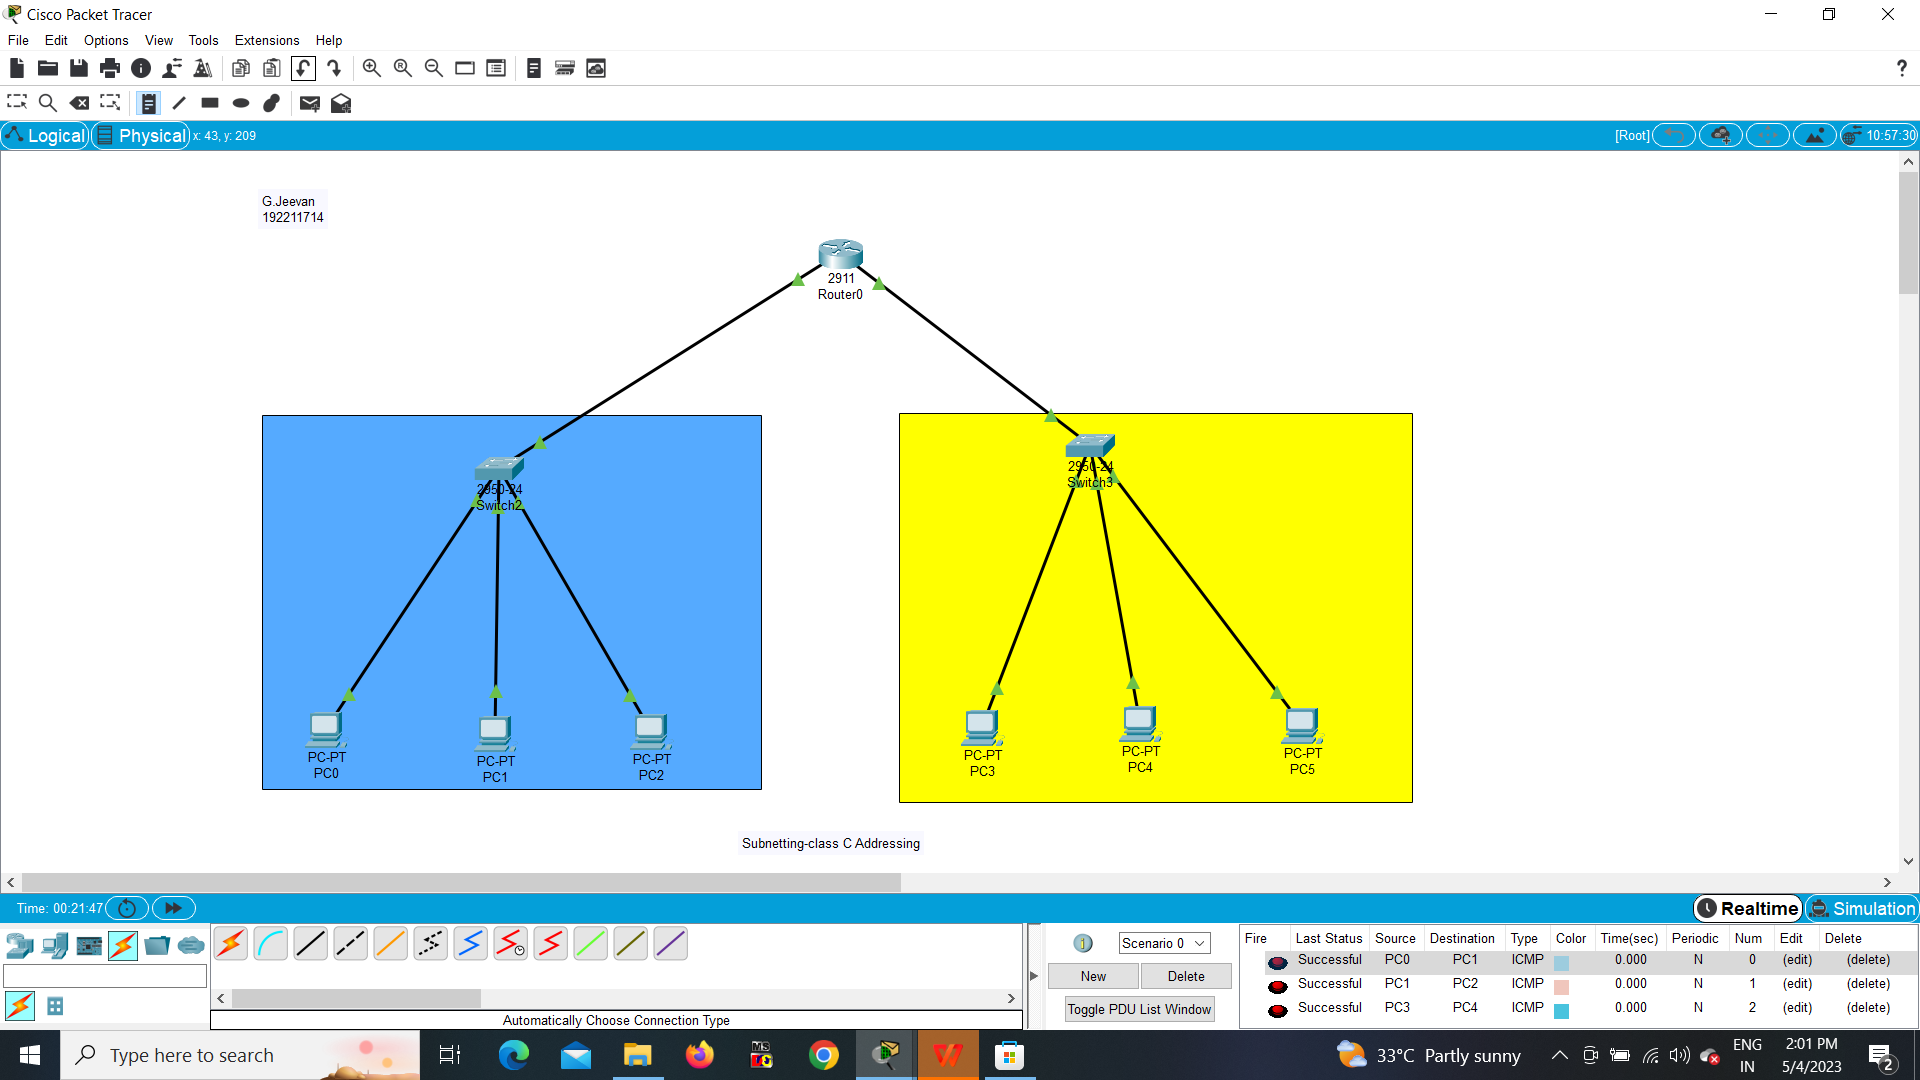 Cisco Packet Tracer
File Edit Options View Tools Extensions Help
?
Logical Physical x: 43, y: 209 [Root] 10:57:30
G.Jeevan
192211714
2911
Router0
2950-24
Switch2
2950-24
Switch3
PC-PT
PC0
PC-PT
PC1
PC-PT
PC2
PC-PT
PC3
PC-PT
PC4
PC-PT
PC5
Subnetting-class C Addressing
Time: 00:21:47 Realtime Simulation
Scenario 0
New Delete
Toggle PDU List Window
Fire Last Status Source Destination Type Color Time(sec) Periodic Num Edit Delete
Successful PC0 PC1 ICMP 0.000 N 0 (edit) (delete)
Successful PC1 PC2 ICMP 0.000 N 1 (edit) (delete)
Successful PC3 PC4 ICMP 0.000 N 2 (edit) (delete)
Automatically Choose Connection Type
Type here to search
33°C Partly sunny
ENG
IN
2:01 PM
5/4/2023
2